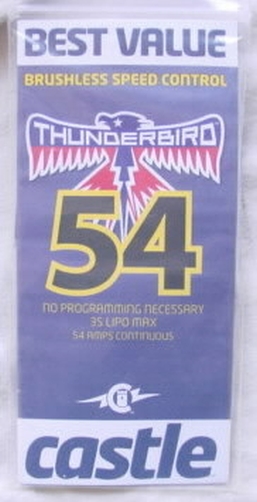 BEST VALUE
BRUSHLESS SPEED CONTROL
THUNDERBIRD
54
NO PROGRAMMING NECESSARY
3S LIPO MAX
54 AMPS CONTINUOUS
castle